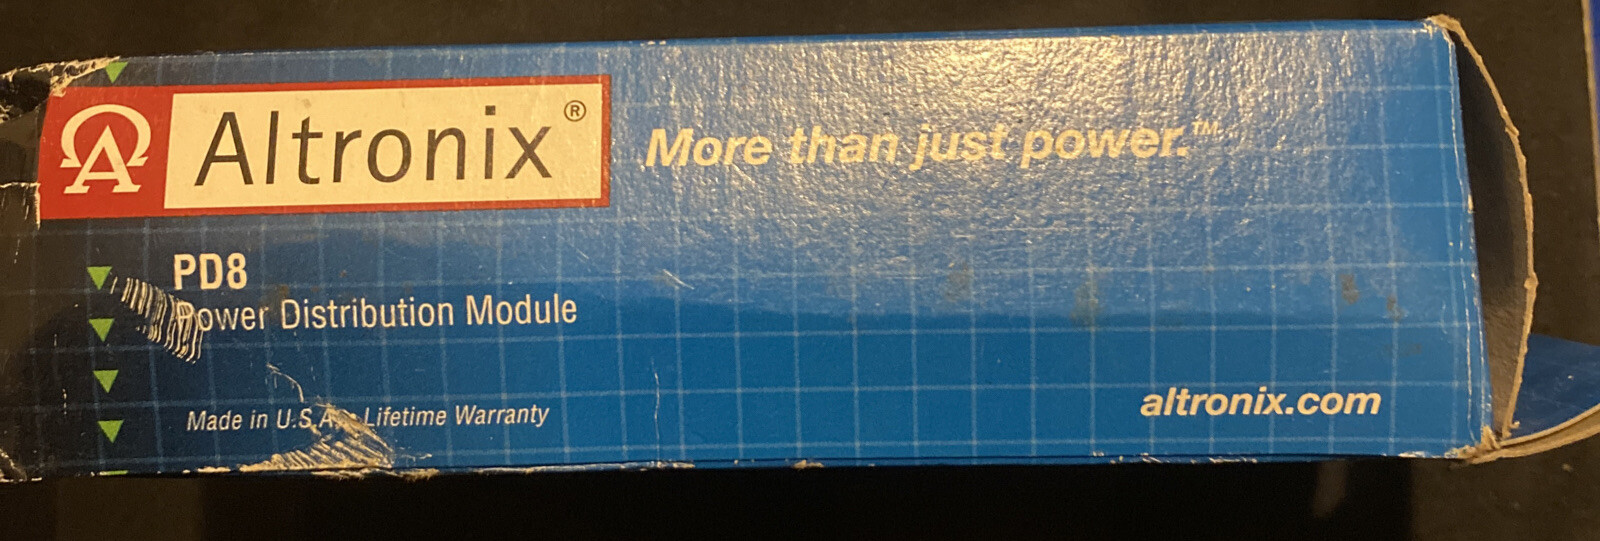 Altronix®
More than just power.™
PD8
Power Distribution Module
Made in U.S.A. • Lifetime Warranty
altronix.com